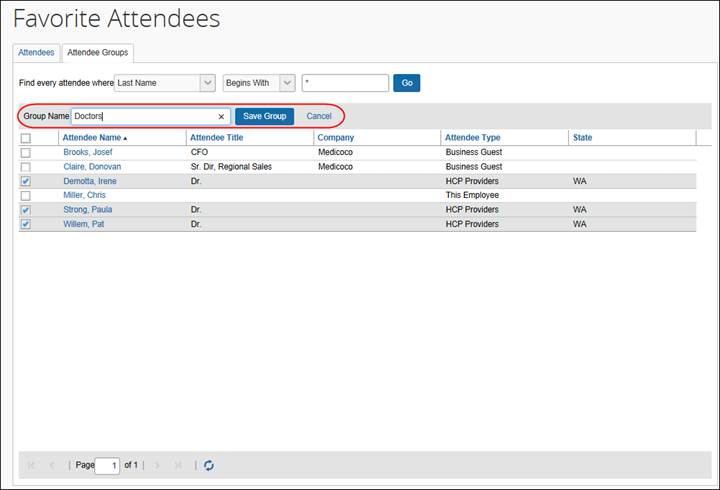 Favorite Attendees
Attendees Attendee Groups
Find every attendee where Last Name Begins With * Go
Group Name Doctors × Save Group Cancel
Attendee Name Attendee Title Company Attendee Type State
Brooks, Josef CFO Medicoco Business Guest
Claire, Donovan Sr. Dir, Regional Sales Medicoco Business Guest
Demotta, Irene Dr. HCP Providers WA
Miller, Chris This Employee
Strong, Paula Dr. HCP Providers WA
Willem, Pat Dr. HCP Providers WA
Page 1 of 1